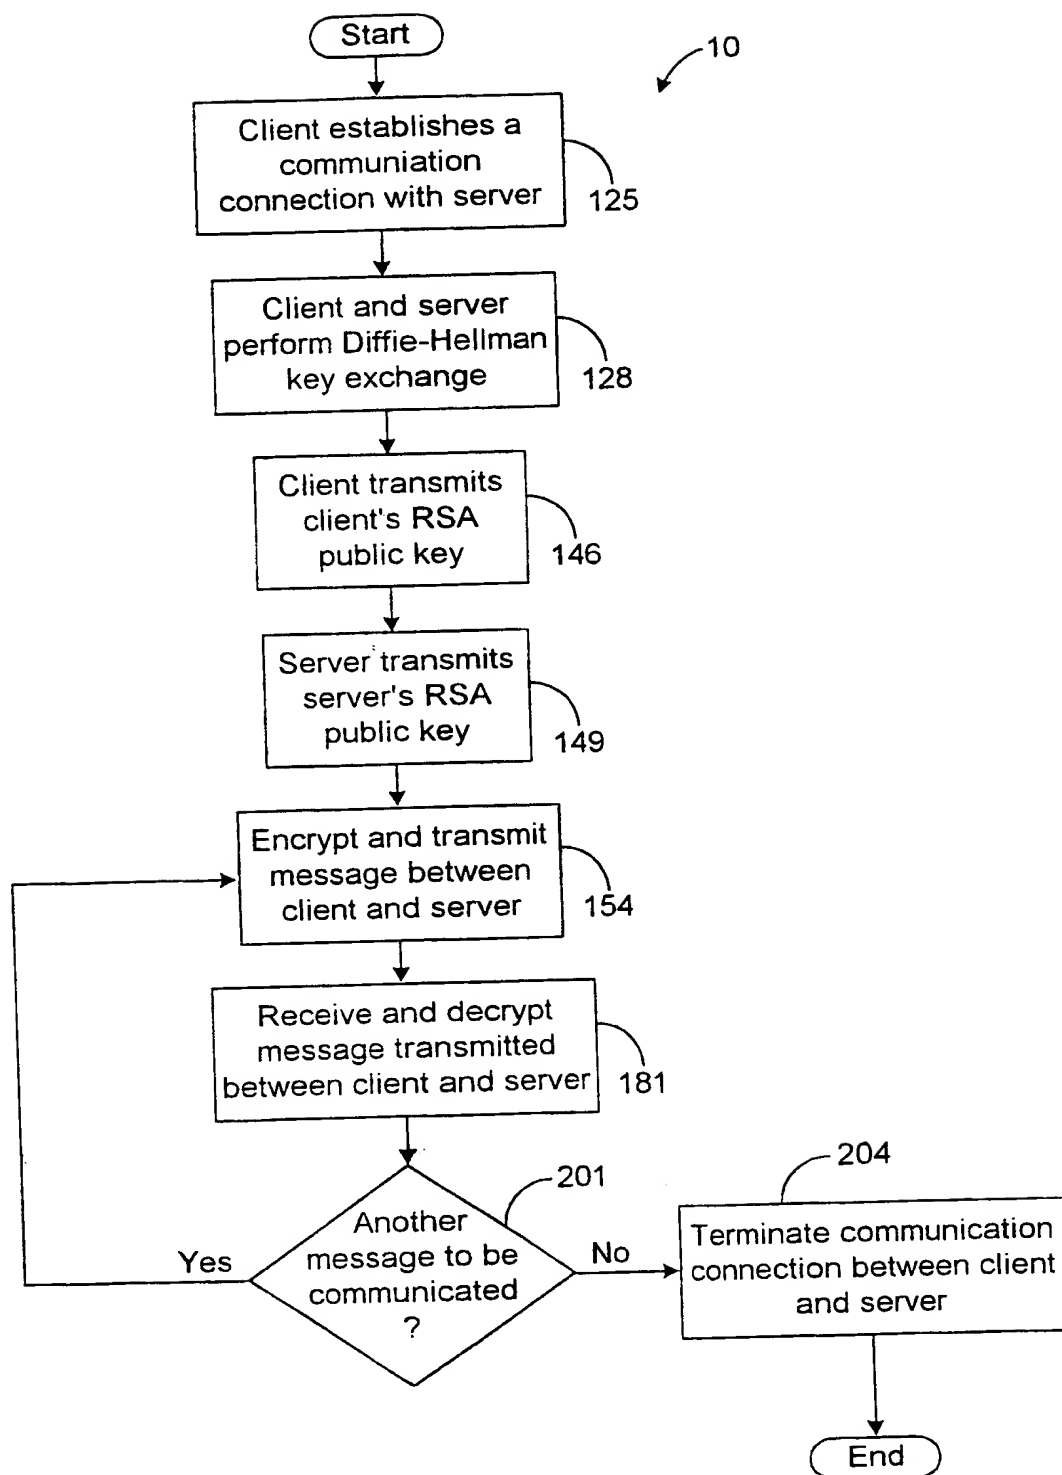 Start
10
Client establishes a
communiation
connection with server
125
Client and server
perform Diffie-Hellman
key exchange
128
Client transmits
client's RSA
public key
146
Server transmits
server's RSA
public key
149
Encrypt and transmit
message between
client and server
154
Receive and decrypt
message transmitted
between client and server
181
201
Another
message to be
communicated
?
Yes
No
204
Terminate communication
connection between client
and server
End